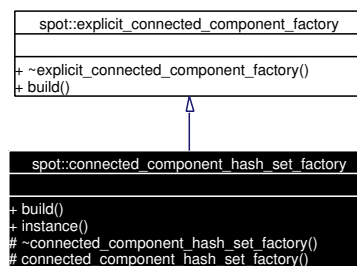 spot::explicit_connected_component_factory
+ ~explicit_connected_component_factory()
+ build()
spot::connected_component_hash_set_factory
+ build()
+ instance()
# ~connected_component_hash_set_factory()
# connected_component_hash_set_factory()